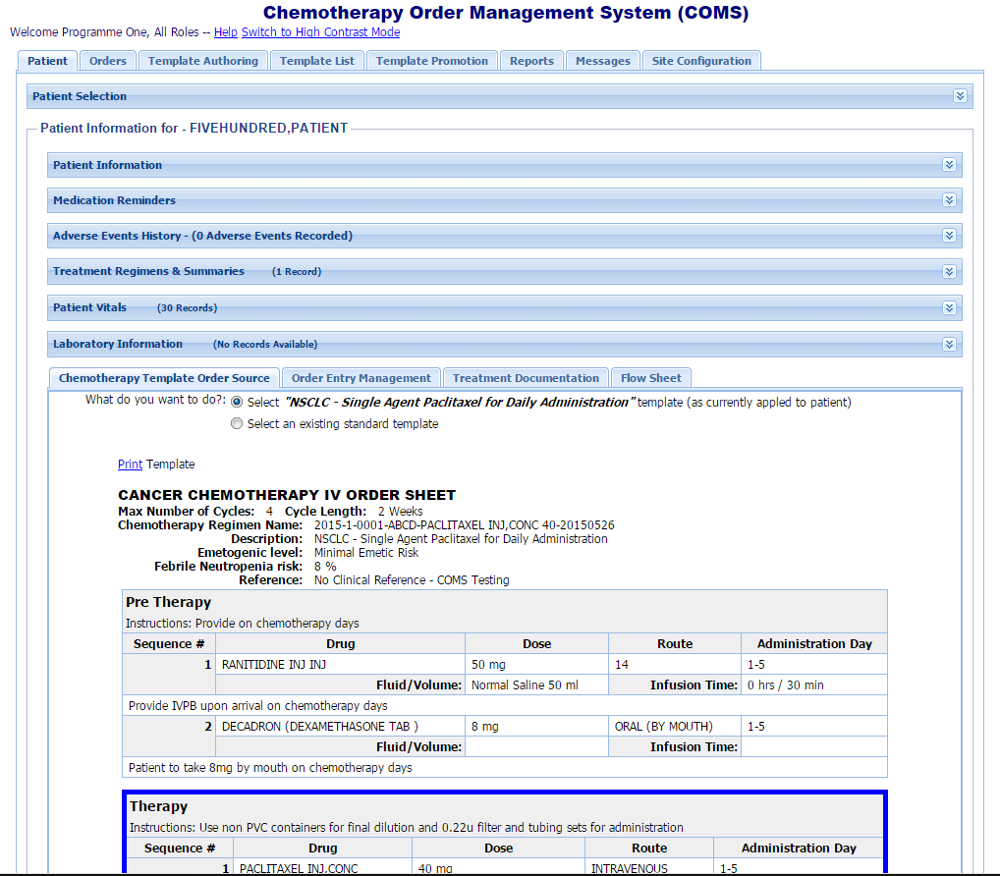 Chemotherapy Order Management System (COMS)
Welcome Programme One, All Roles -- Help Switch to High Contrast Mode
Patient Orders Template Authoring Template List Template Promotion Reports Messages Site Configuration
Patient Selection
Patient Information for - FIVEHUNDRED,PATIENT
Patient Information
Medication Reminders
Adverse Events History - (0 Adverse Events Recorded)
Treatment Regimens & Summaries (1 Record)
Patient Vitals (30 Records)
Laboratory Information (No Records Available)
Chemotherapy Template Order Source Order Entry Management Treatment Documentation Flow Sheet
What do you want to do?: Select "NSCLC - Single Agent Paclitaxel for Daily Administration" template (as currently appled to patient)
Select an existing standard template
Print Template
CANCER CHEMOTHERAPY IV ORDER SHEET
Max Number of Cycles: 4 Cycle Length: 2 Weeks
Chemotherapy Regimen Name: 2015-1-0001-ABCD-PACLITAXEL INJ,CONC 40-20150526
Description: NSCLC - Single Agent Paclitaxel for Daily Administration
Emetogenic level: Minimal Emetic Risk
Febrile Neutropenia risk: 8 %
Reference: No Clinical Reference - COMS Testing
Pre Therapy
Instructions: Provide on chemotherapy days
Sequence # Drug Dose Route Administration Day
1 RANITIDINE INJ INJ 50 mg 14 1-5
Fluid/Volume: Normal Saline 50 ml Infusion Time: 0 hrs / 30 min
Provide IVPB upon arrival on chemotherapy days
2 DECADRON (DEXAMETHASONE TAB ) 8 mg ORAL (BY MOUTH) 1-5
Fluid/Volume: Infusion Time:
Patient to take 8mg by mouth on chemotherapy days
Therapy
Instructions: Use non PVC containers for final dilution and 0.22u filter and tubing sets for administration
Sequence # Drug Dose Route Administration Day
1 PACLITAXEL INJ,CONC 40 mg INTRAVENOUS 1-5